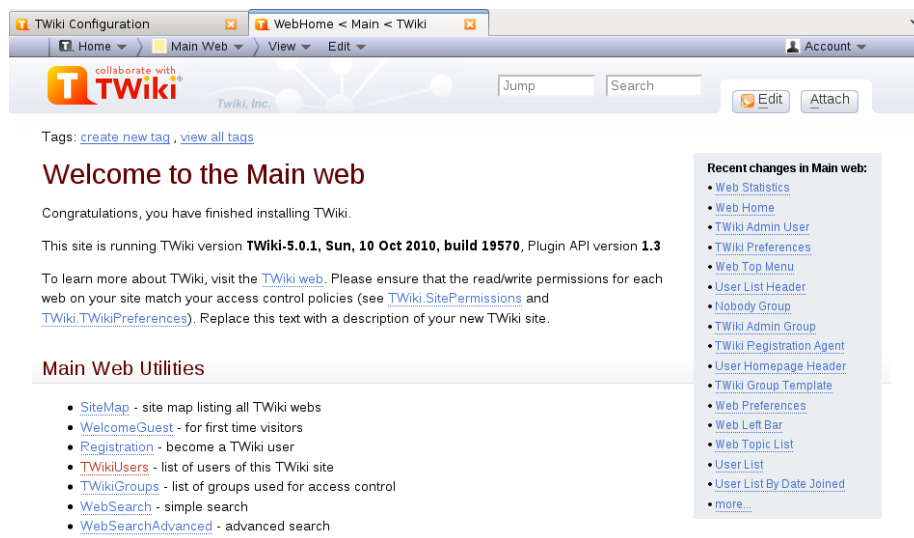 TWiki Configuration
WebHome < Main < TWiki
Home
Main Web
View
Edit
Account
collaborate with
TWiki
®
Twiki, Inc.
Jump
Search
Edit
Attach
Tags: create new tag , view all tags
Welcome to the Main web
Congratulations, you have finished installing TWiki.
This site is running TWiki version TWiki-5.0.1, Sun, 10 Oct 2010, build 19570, Plugin API version 1.3
To learn more about TWiki, visit the TWiki web. Please ensure that the read/write permissions for each
web on your site match your access control policies (see TWiki.SitePermissions and
TWiki.TWikiPreferences). Replace this text with a description of your new TWiki site.
Main Web Utilities
• SiteMap - site map listing all TWiki webs
• WelcomeGuest - for first time visitors
• Registration - become a TWiki user
• TWikiUsers - list of users of this TWiki site
• TWikiGroups - list of groups used for access control
• WebSearch - simple search
• WebSearchAdvanced - advanced search
Recent changes in Main web:
• Web Statistics
• Web Home
• TWiki Admin User
• TWiki Preferences
• Web Top Menu
• User List Header
• Nobody Group
• TWiki Admin Group
• TWiki Registration Agent
• User Homepage Header
• TWiki Group Template
• Web Preferences
• Web Left Bar
• Web Topic List
• User List
• User List By Date Joined
• more...